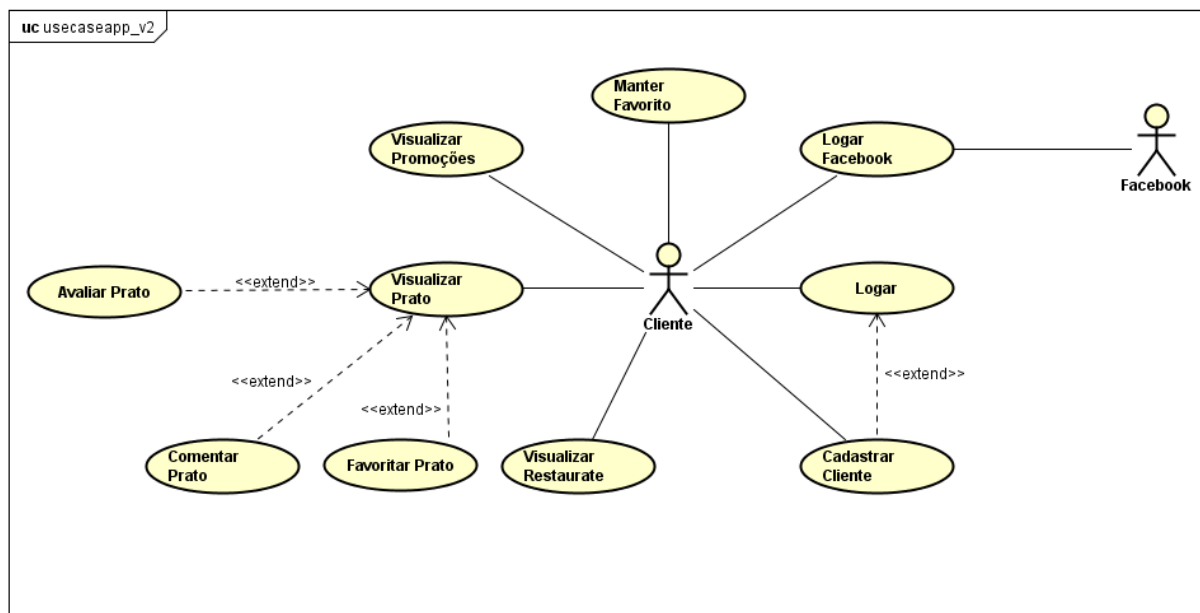 uc usecaseapp_v2
Manter
Favorito
Visualizar
Promoções
Logar
Facebook
Facebook
Avaliar Prato
<<extend>>
Visualizar
Prato
Cliente
Logar
<<extend>>
<<extend>>
<<extend>>
Comentar
Prato
Favoritar Prato
Visualizar
Restaurate
Cadastrar
Cliente